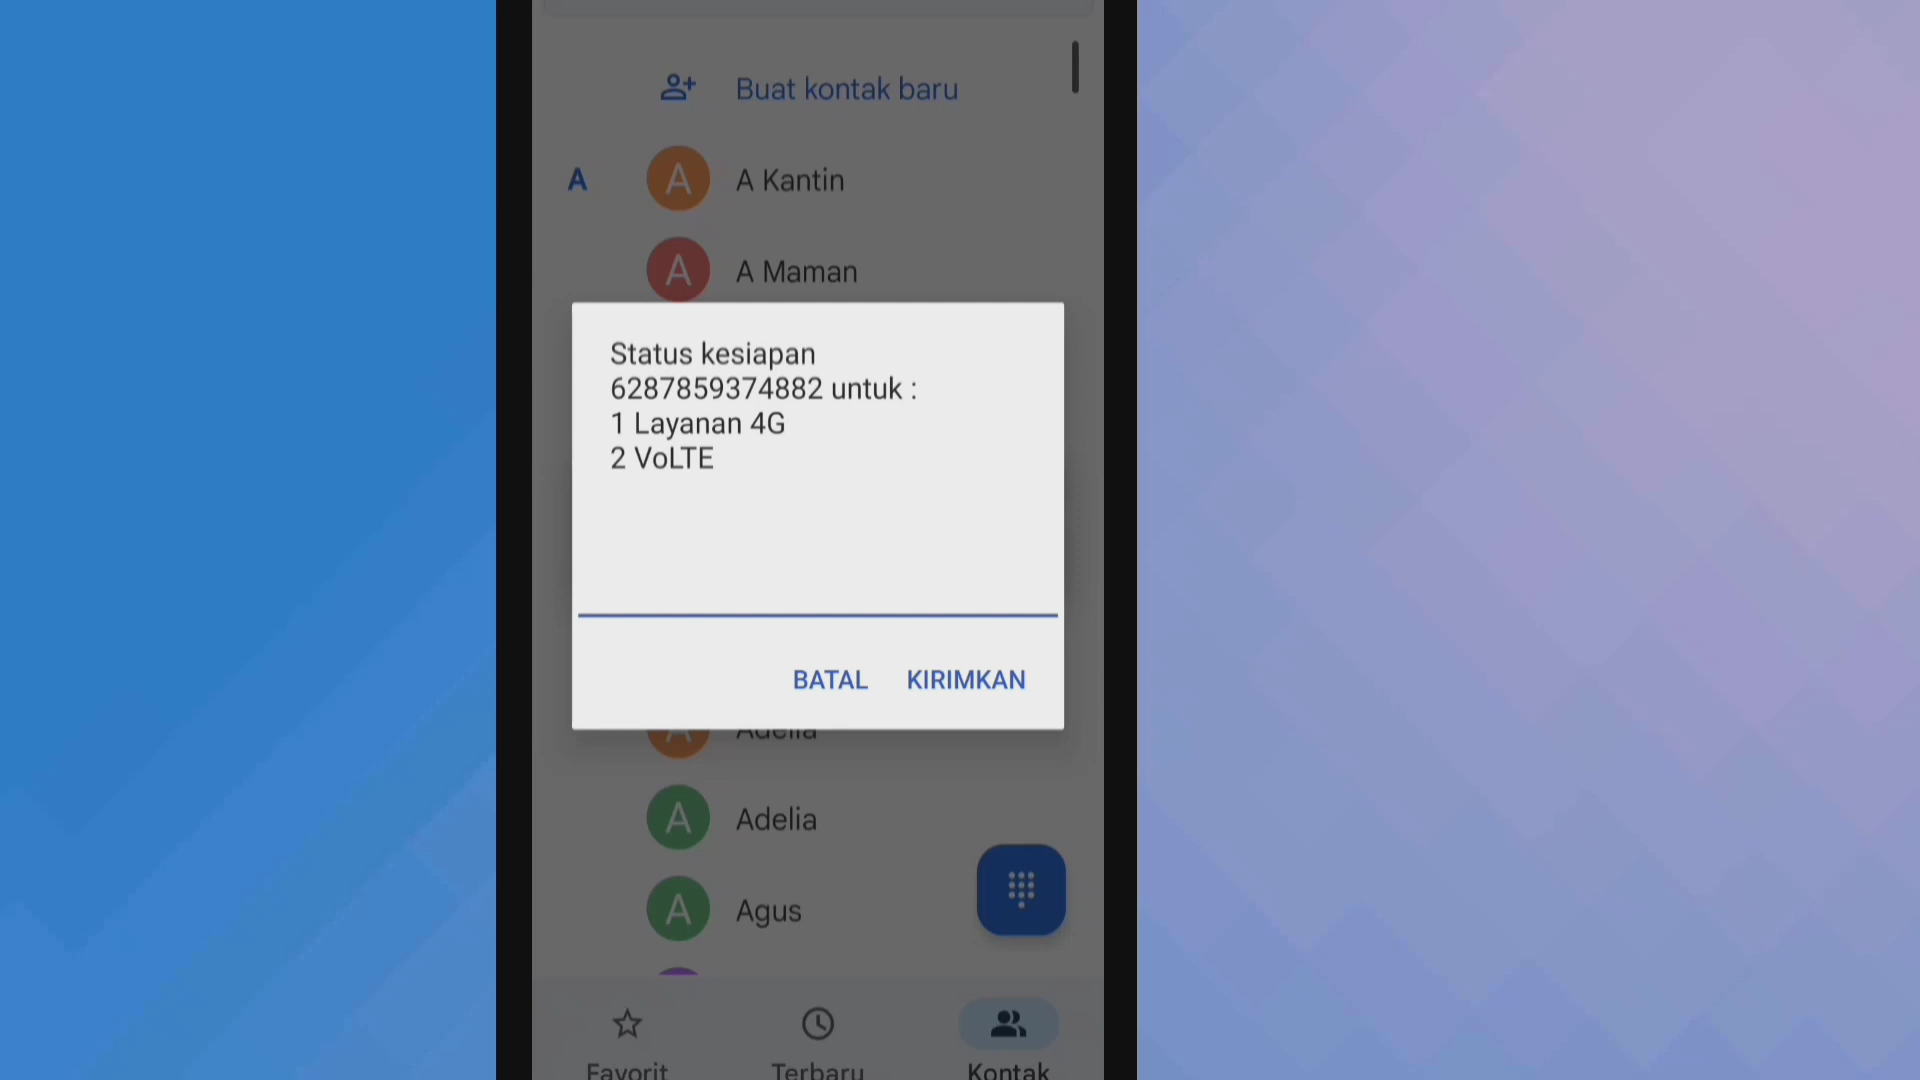 Buat kontak baru
A
A
A Kantin
A
A Maman
Status kesiapan
6287859374882 untuk :
1 Layanan 4G
2 VoLTE
BATAL KIRIMKAN
A
Adelia
A
Adelia
A
Agus
Favorit
Terbaru
Kontak